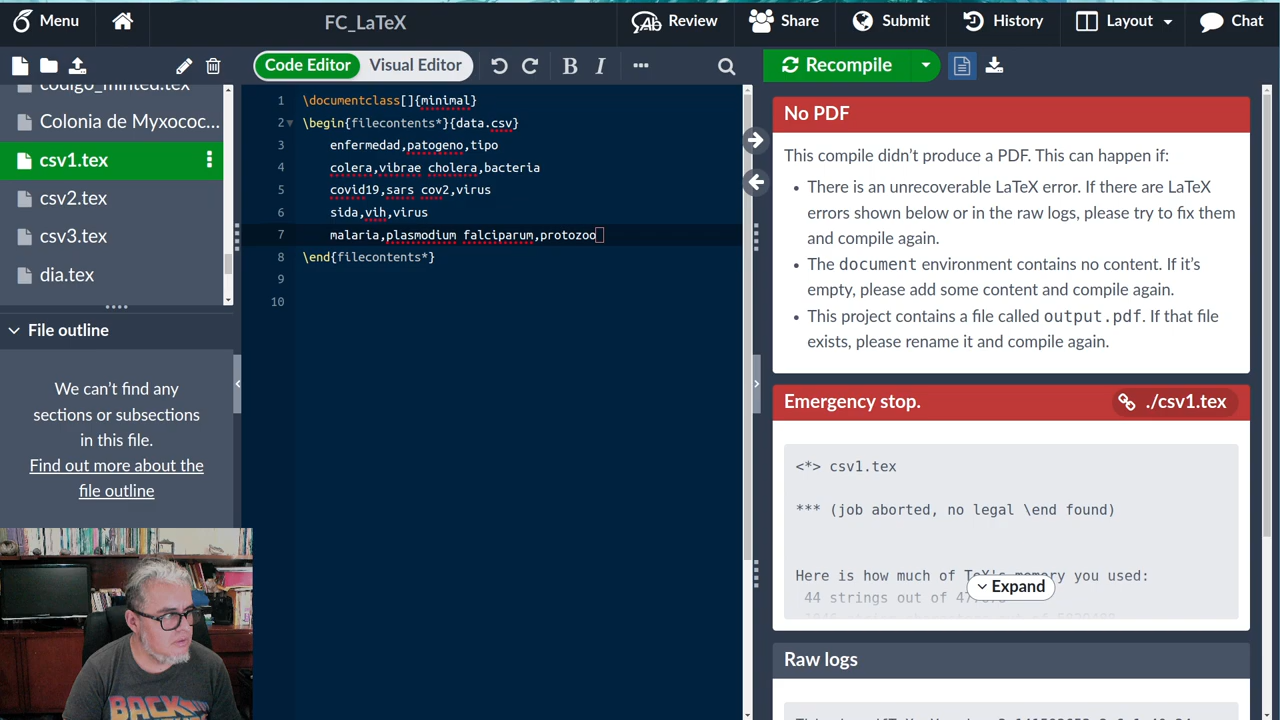 Menu
FC_LaTeX
Review
Share
Submit
History
Layout
Chat
Code Editor
Visual Editor
B
I
Recompile
codigo_minted.tex
Colonia de Myxococ...
csv1.tex
csv2.tex
csv3.tex
dia.tex
File outline
We can't find any
sections or subsections
in this file.
Find out more about the
file outline
1 \documentclass[]{minimal}
2 \begin{filecontents*}{data.csv}
3 enfermedad,patogeno,tipo
4 colera,vibrae cholera,bacteria
5 covid19,sars cov2,virus
6 sida,vih,virus
7 malaria,plasmodium falciparum,protozoo
8 \end{filecontents*}
9
10
No PDF
This compile didn't produce a PDF. This can happen if:
• There is an unrecoverable LaTeX error. If there are LaTeX
errors shown below or in the raw logs, please try to fix them
and compile again.
• The document environment contains no content. If it's
empty, please add some content and compile again.
• This project contains a file called output.pdf. If that file
exists, please rename it and compile again.
Emergency stop.
./csv1.tex
<*> csv1.tex
*** (job aborted, no legal \end found)
Here is how much of TeX's memory you used:
44 strings out of
Expand
Raw logs
BACK